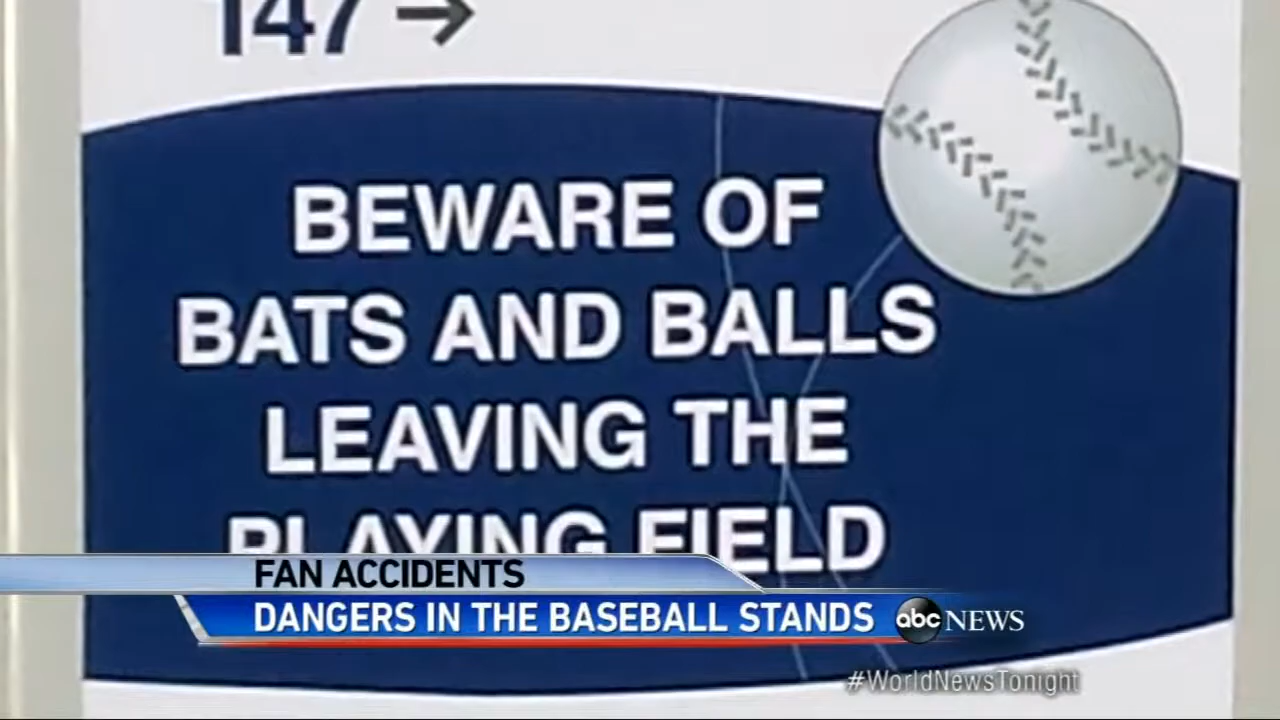 147 →
BEWARE OF
BATS AND BALLS
LEAVING THE
PLAYING FIELD
FAN ACCIDENTS
DANGERS IN THE BASEBALL STANDS abc NEWS
#WorldNewsTonight